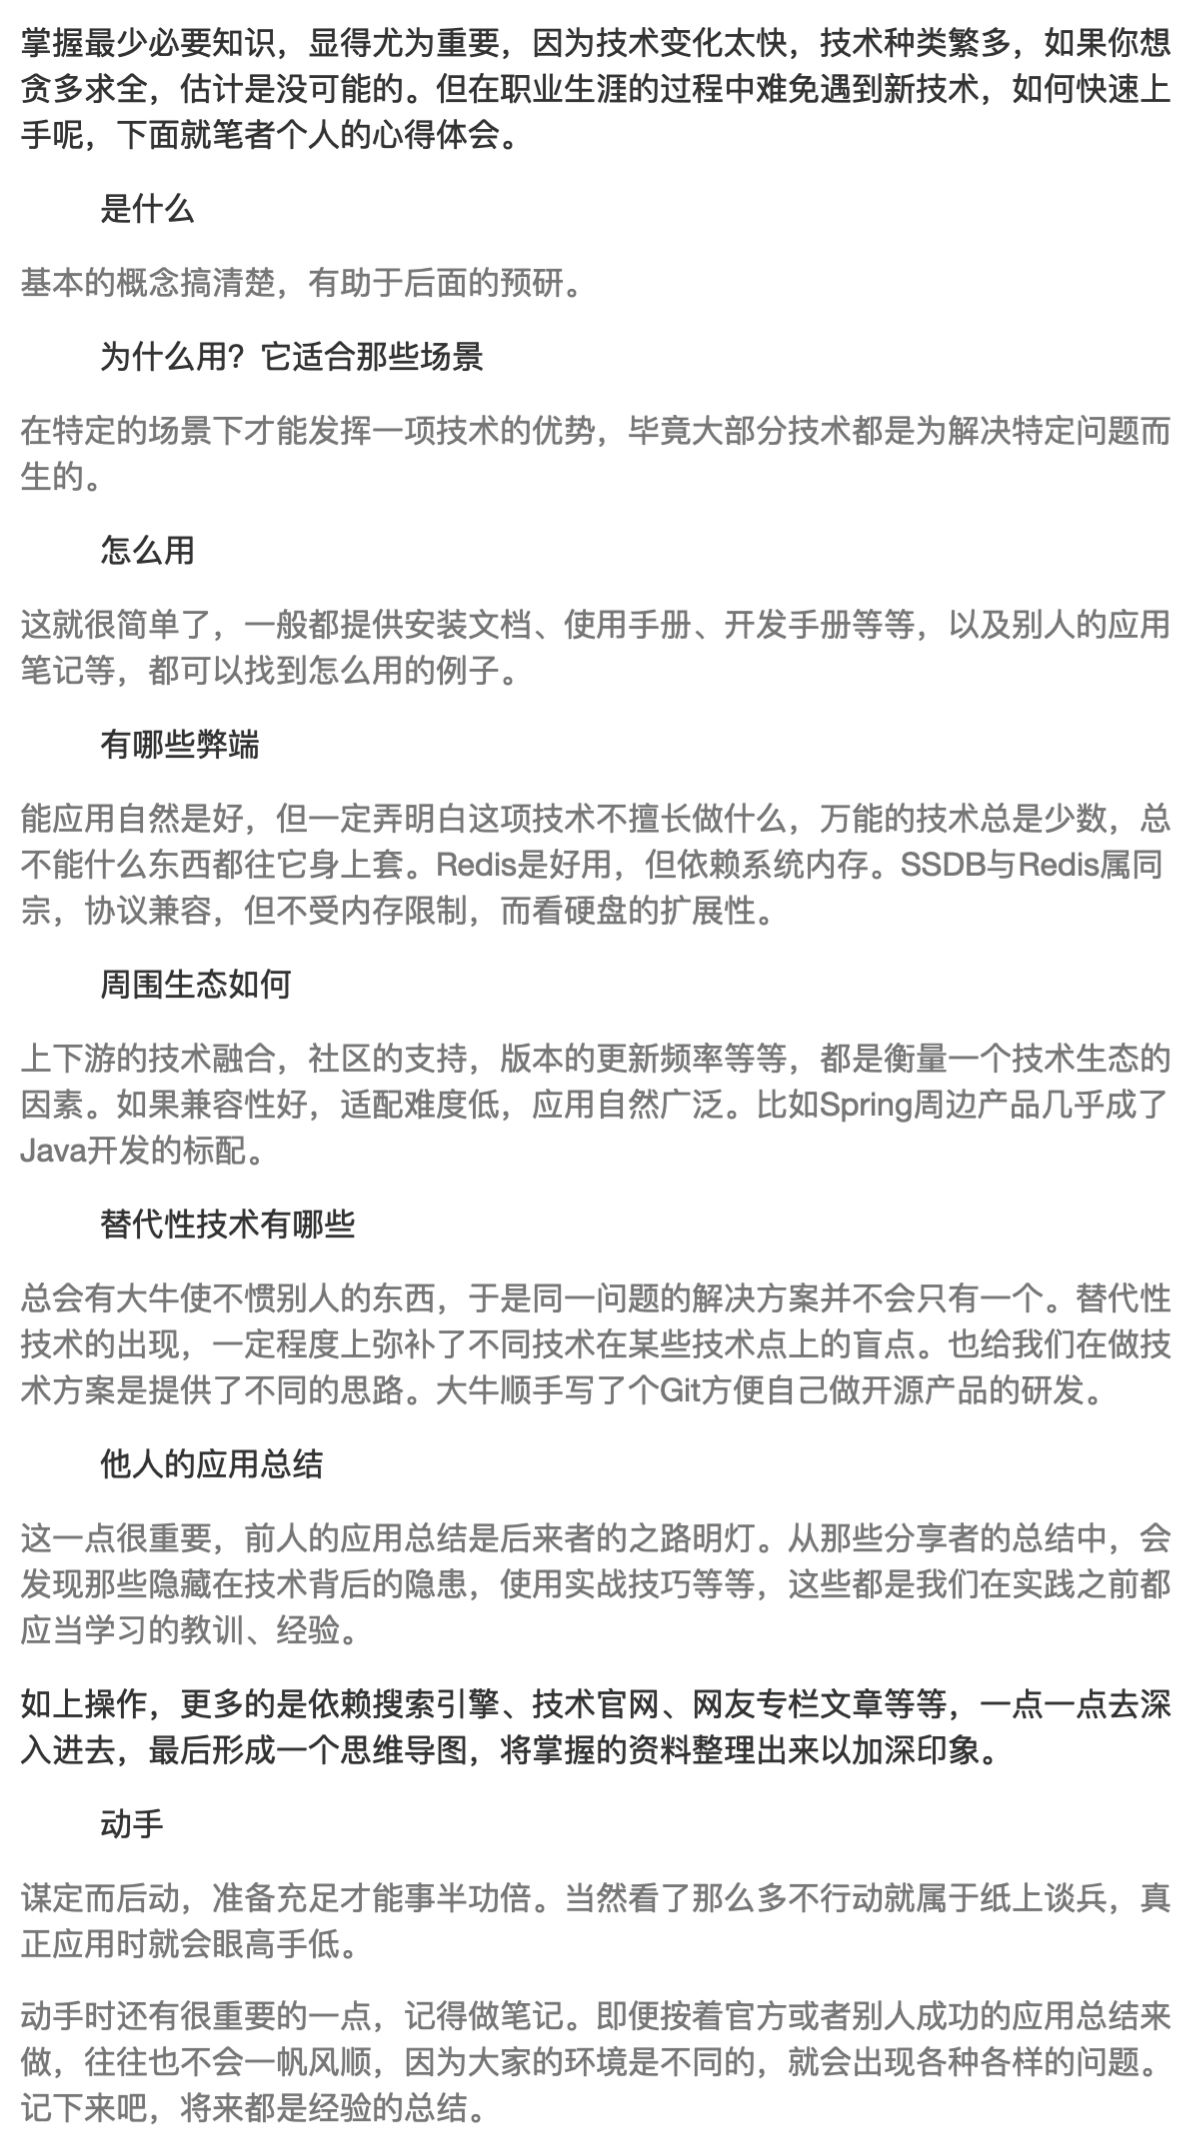 掌握最少必要知识，显得尤为重要，因为技术变化太快，技术种类繁多，如果你想
贪多求全，估计是没可能的。但在职业生涯的过程中难免遇到新技术，如何快速上
手呢，下面就笔者个人的心得体会。
是什么
基本的概念搞清楚，有助于后面的预研。
为什么用？它适合那些场景
在特定的场景下才能发挥一项技术的优势，毕竟大部分技术都是为解决特定问题而
生的。
怎么用
这就很简单了，一般都提供安装文档、使用手册、开发手册等等，以及别人的应用
笔记等，都可以找到怎么用的例子。
有哪些弊端
能应用自然是好，但一定弄明白这项技术不擅长做什么，万能的技术总是少数，总
不能什么东西都往它身上套。Redis是好用，但依赖系统内存。SSDB与Redis属同
宗，协议兼容，但不受内存限制，而看硬盘的扩展性。
周围生态如何
上下游的技术融合，社区的支持，版本的更新频率等等，都是衡量一个技术生态的
因素。如果兼容性好，适配难度低，应用自然广泛。比如Spring周边产品几乎成了
Java开发的标配。
替代性技术有哪些
总会有大牛使不惯别人的东西，于是同一问题的解决方案并不会只有一个。替代性
技术的出现，一定程度上弥补了不同技术在某些技术点上的盲点。也给我们在做技
术方案是提供了不同的思路。大牛顺手写了个Git方便自己做开源产品的研发。
他人的应用总结
这一点很重要，前人的应用总结是后来者的之路明灯。从那些分享者的总结中，会
发现那些隐藏在技术背后的隐患，使用实战技巧等等，这些都是我们在实践之前都
应当学习的教训、经验。
如上操作，更多的是依赖搜索引擎、技术官网、网友专栏文章等等，一点一点去深
入进去，最后形成一个思维导图，将掌握的资料整理出来以加深印象。
动手
谋定而后动，准备充足才能事半功倍。当然看了那么多不行动就属于纸上谈兵，真
正应用时就会眼高手低。
动手时还有很重要的一点，记得做笔记。即便按着官方或者别人成功的应用总结来
做，往往也不会一帆风顺，因为大家的环境是不同的，就会出现各种各样的问题。
记下来吧，将来都是经验的总结。